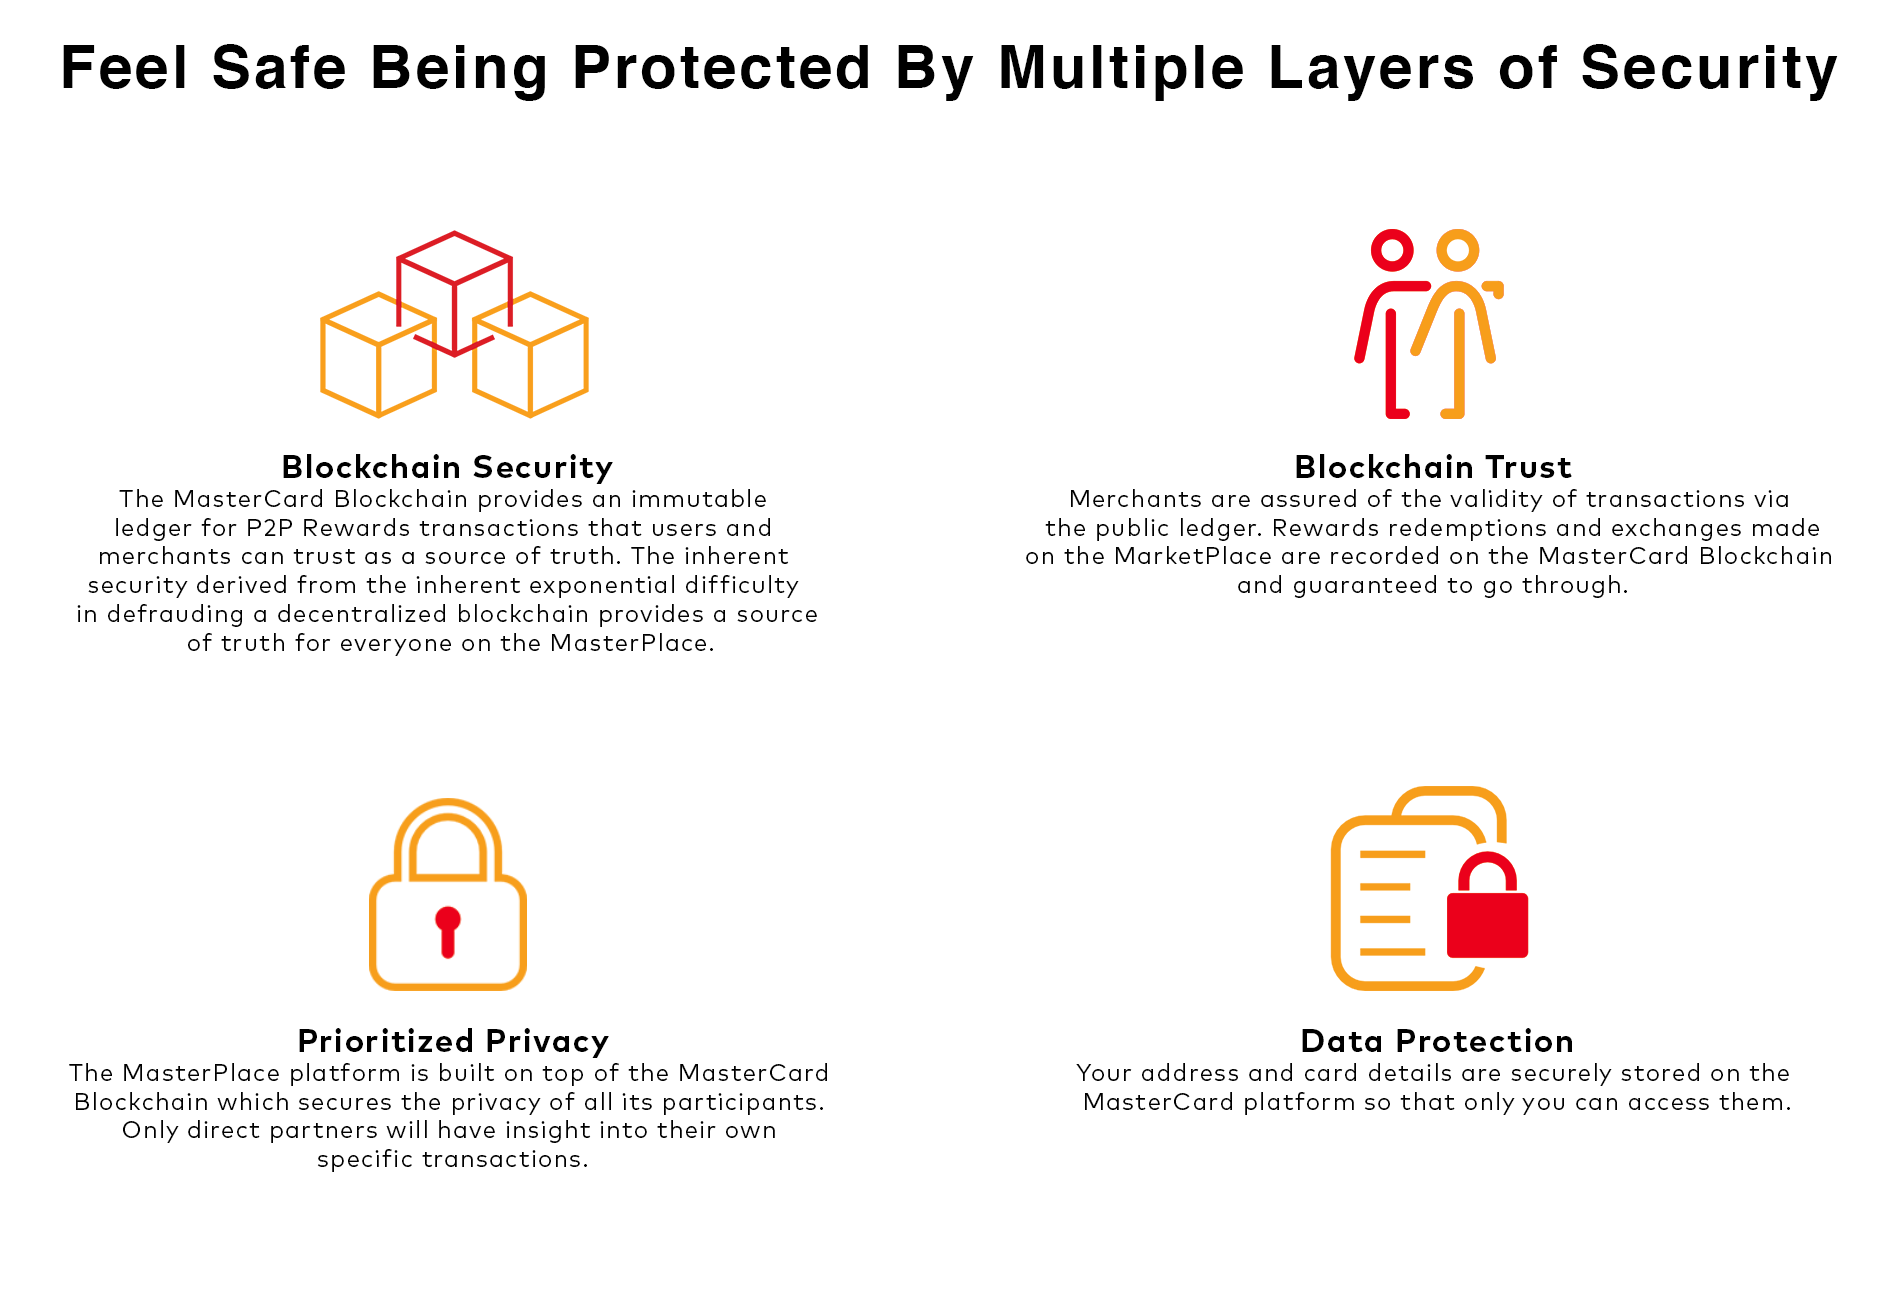 Feel Safe Being Protected By Multiple Layers of Security
Blockchain Security
The MasterCard Blockchain provides an immutable
ledger for P2P Rewards transactions that users and
merchants can trust as a source of truth. The inherent
security derived from the inherent exponential difficulty
in defrauding a decentralized blockchain provides a source
of truth for everyone on the MasterPlace.
Blockchain Trust
Merchants are assured of the validity of transactions via
the public ledger. Rewards redemptions and exchanges made
on the MarketPlace are recorded on the MasterCard Blockchain
and guaranteed to go through.
Prioritized Privacy
The MasterPlace platform is built on top of the MasterCard
Blockchain which secures the privacy of all its participants.
Only direct partners will have insight into their own
specific transactions.
Data Protection
Your address and card details are securely stored on the
MasterCard platform so that only you can access them.